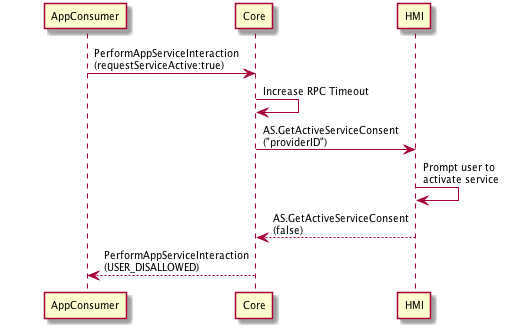 AppConsumer
Core
HMI
PerformAppServiceInteraction
(requestServiceActive:true)
Increase RPC Timeout
AS.GetActiveServiceConsent
("providerID")
Prompt user to
activate service
AS.GetActiveServiceConsent
(false)
PerformAppServiceInteraction
(USER_DISALLOWED)
AppConsumer
Core
HMI